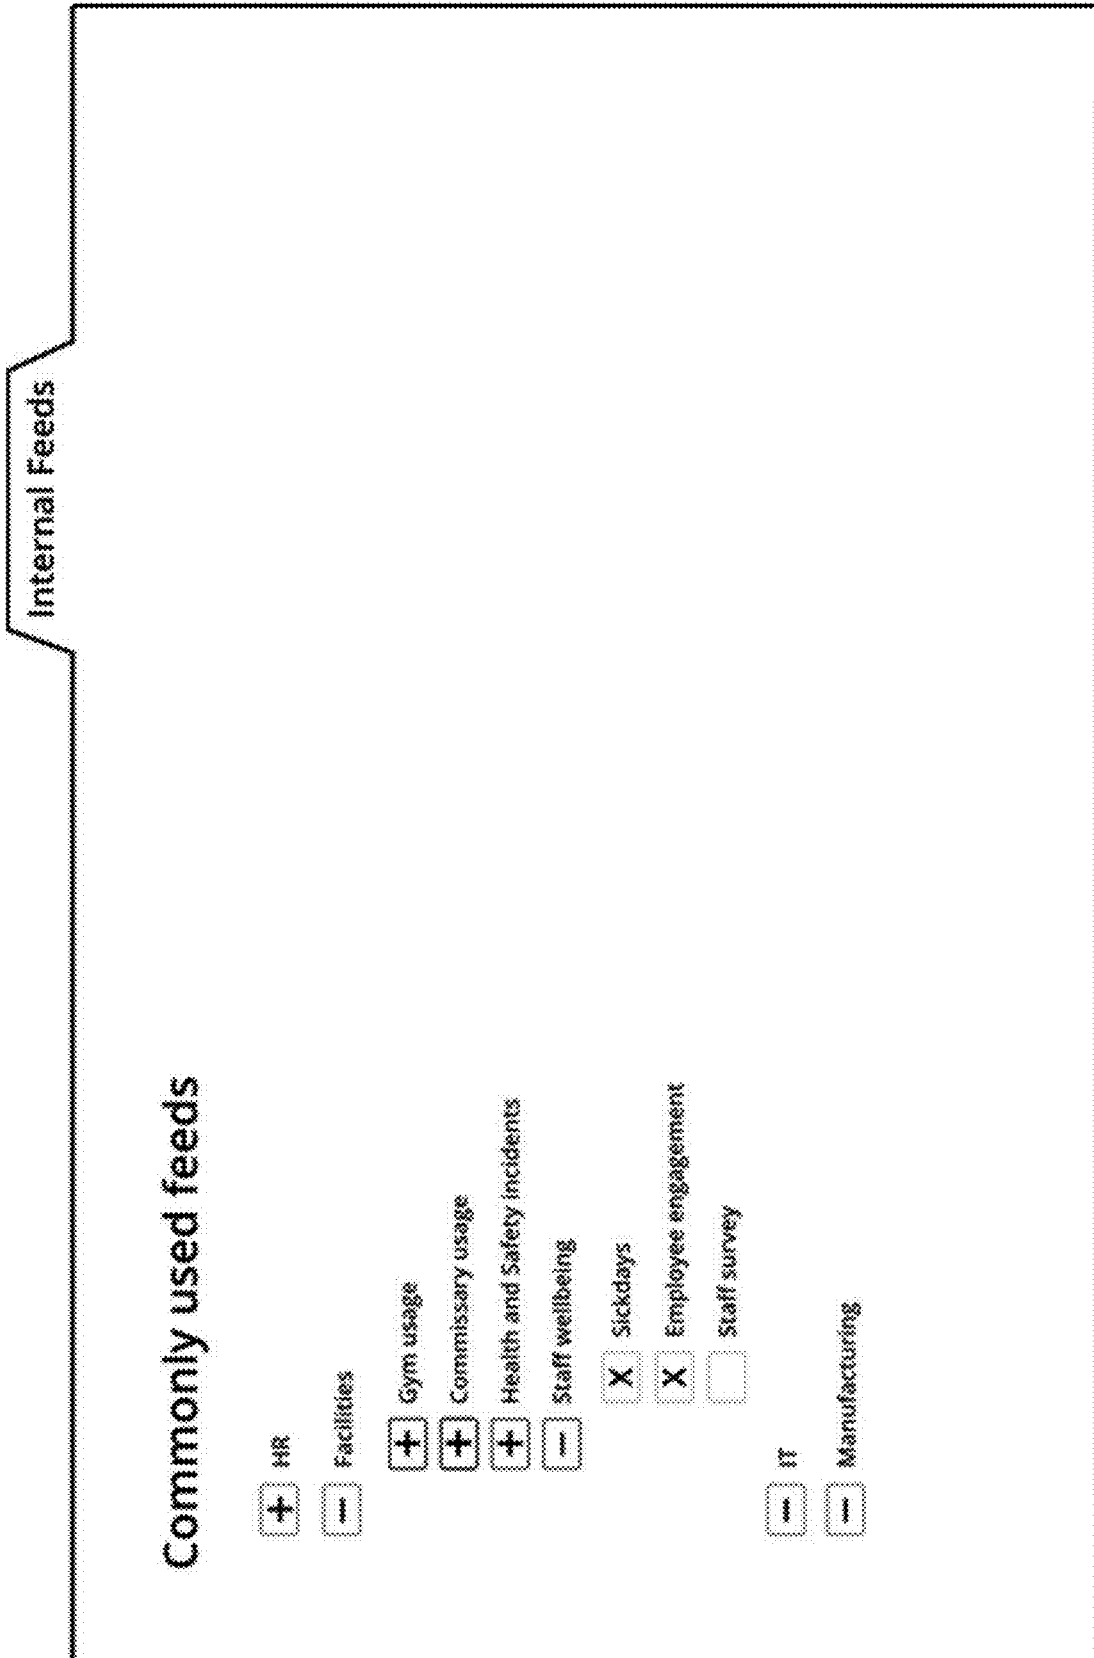 Internal Feeds
Commonly used feeds
+ HR
− Facilities
+ Gym usage
+ Commissary usage
+ Health and Safety incidents
− Staff wellbeing
X Sickdays
X Employee engagement
Staff survey
− IT
− Manufacturing